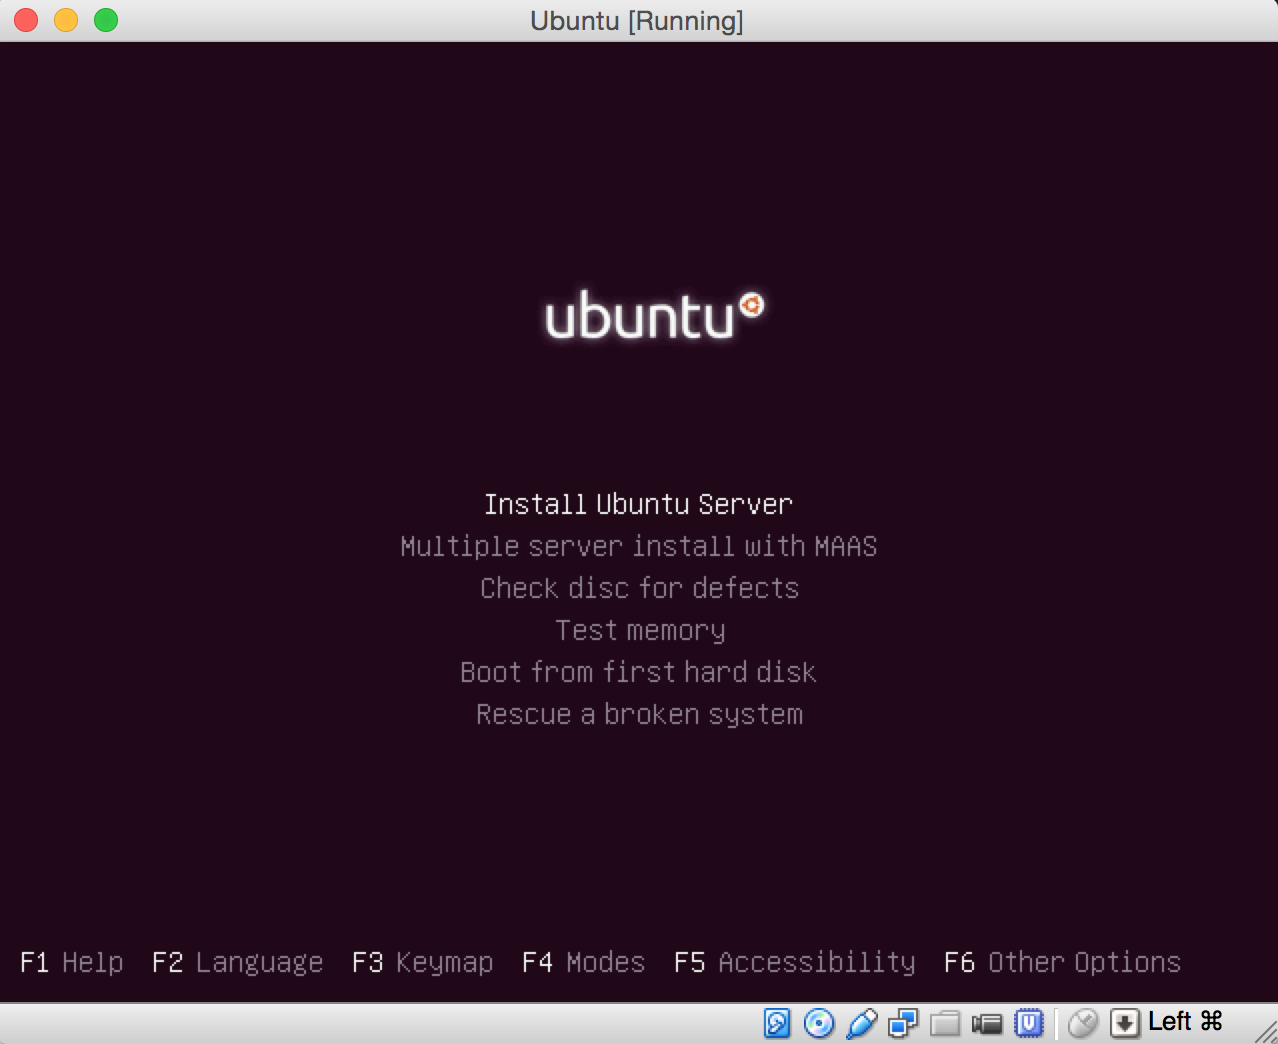 Ubuntu [Running]
ubuntu
Install Ubuntu Server
Multiple server install with MAAS
Check disc for defects
Test memory
Boot from first hard disk
Rescue a broken system
F1 Help F2 Language F3 Keymap F4 Modes F5 Accessibility F6 Other Options
Left ⌘